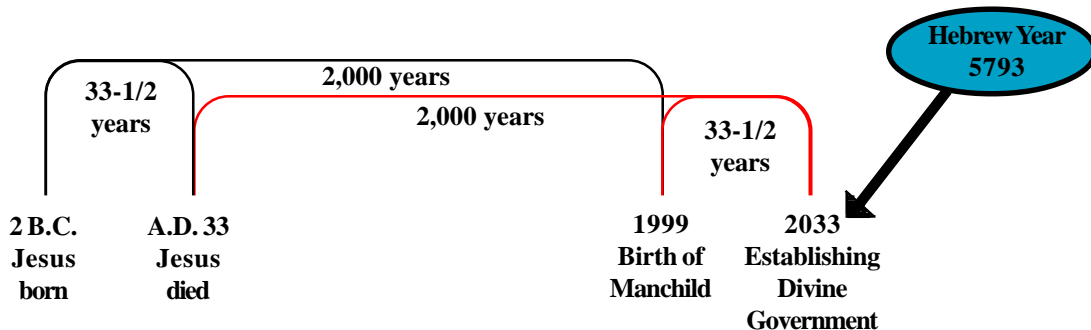 Hebrew Year
5793
2,000 years
33-1/2
years
2,000 years
33-1/2
years
2 B.C.
Jesus
born
A.D. 33
Jesus
died
1999
Birth of
Manchild
2033
Establishing
Divine
Government